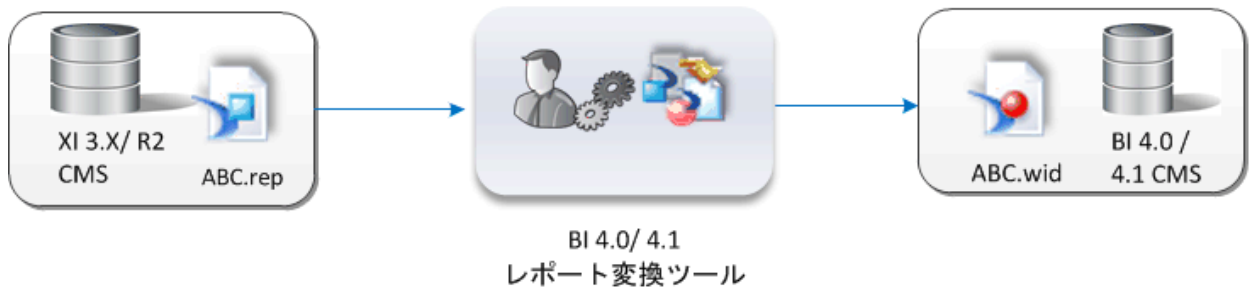 XI 3.X/ R2
CMS
ABC.rep
BI 4.0/ 4.1
レポート変換ツール
ABC.wid
BI 4.0 /
4.1 CMS